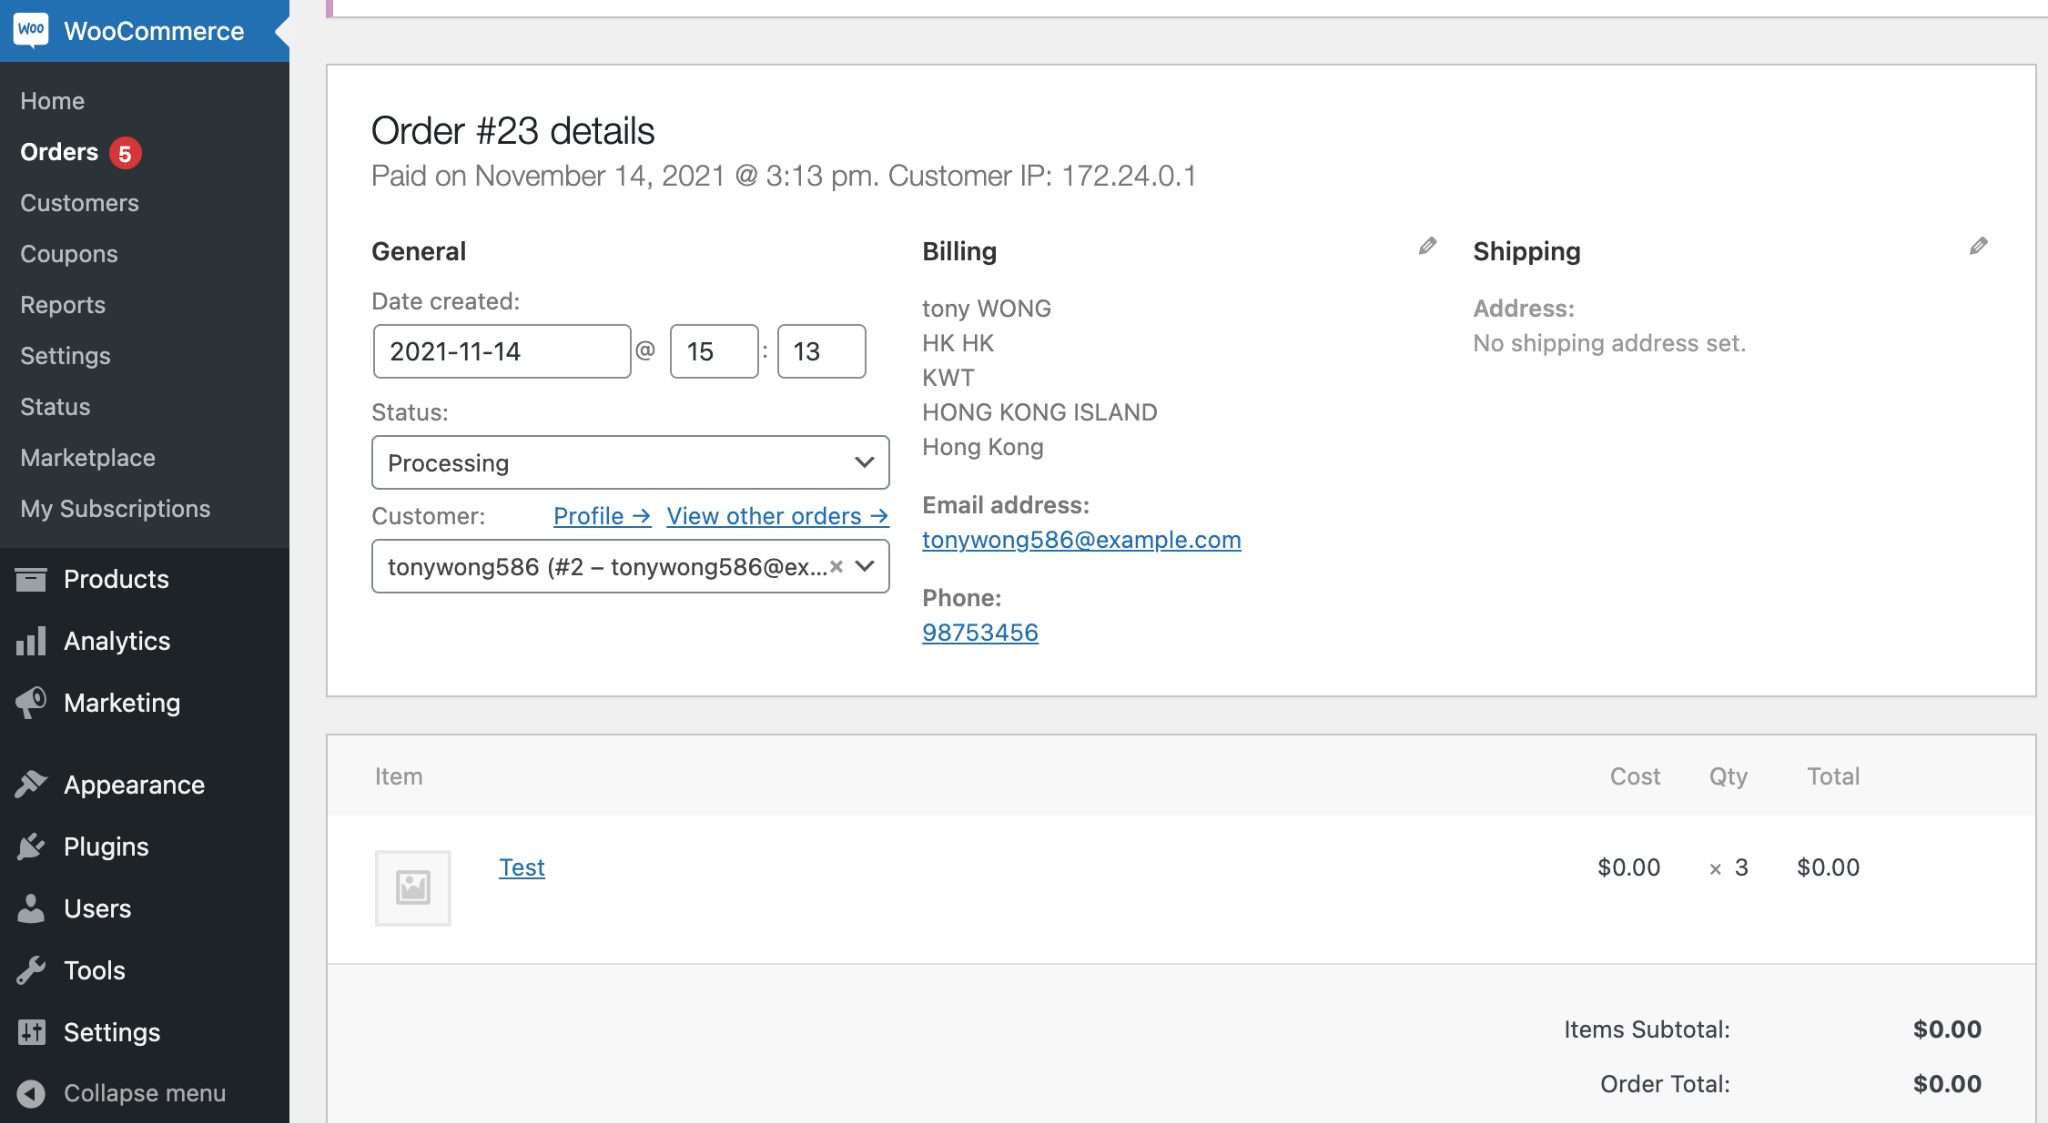 Woo WooCommerce
Home
Orders 5
Customers
Coupons
Reports
Settings
Status
Marketplace
My Subscriptions
Products
Analytics
Marketing
Appearance
Plugins
Users
Tools
Settings
Collapse menu
Order #23 details
Paid on November 14, 2021 @ 3:13 pm. Customer IP: 172.24.0.1
General
Date created:
2021-11-14 @ 15 : 13
Status:
Processing
Customer: Profile → View other orders →
tonywong586 (#2 – tonywong586@ex...× 
Billing
tony WONG
HK HK
KWT
HONG KONG ISLAND
Hong Kong
Email address:
tonywong586@example.com
Phone:
98753456
Shipping
Address:
No shipping address set.
Item Cost Qty Total
Test $0.00 × 3 $0.00
Items Subtotal: $0.00
Order Total: $0.00